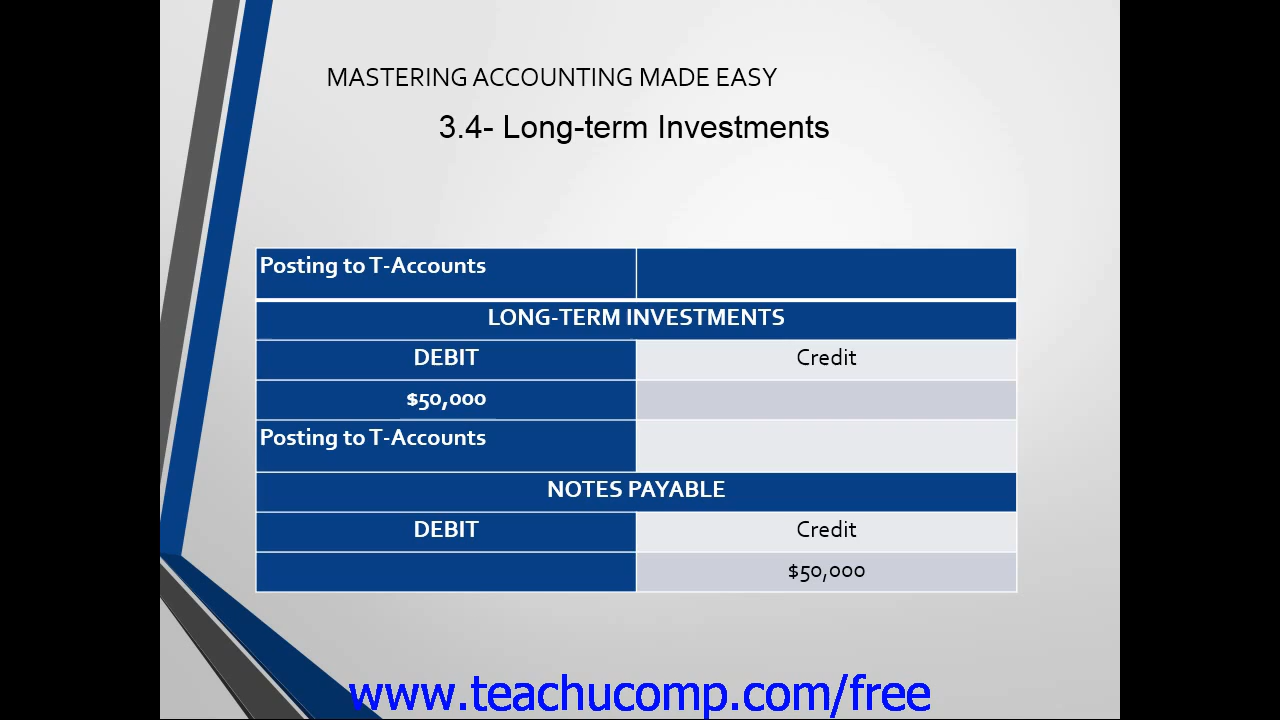 MASTERING ACCOUNTING MADE EASY
3.4- Long-term Investments
Posting to T-Accounts
LONG-TERM INVESTMENTS
DEBIT Credit
$50,000
Posting to T-Accounts
NOTES PAYABLE
DEBIT Credit
$50,000
www.teachucomp.com/free